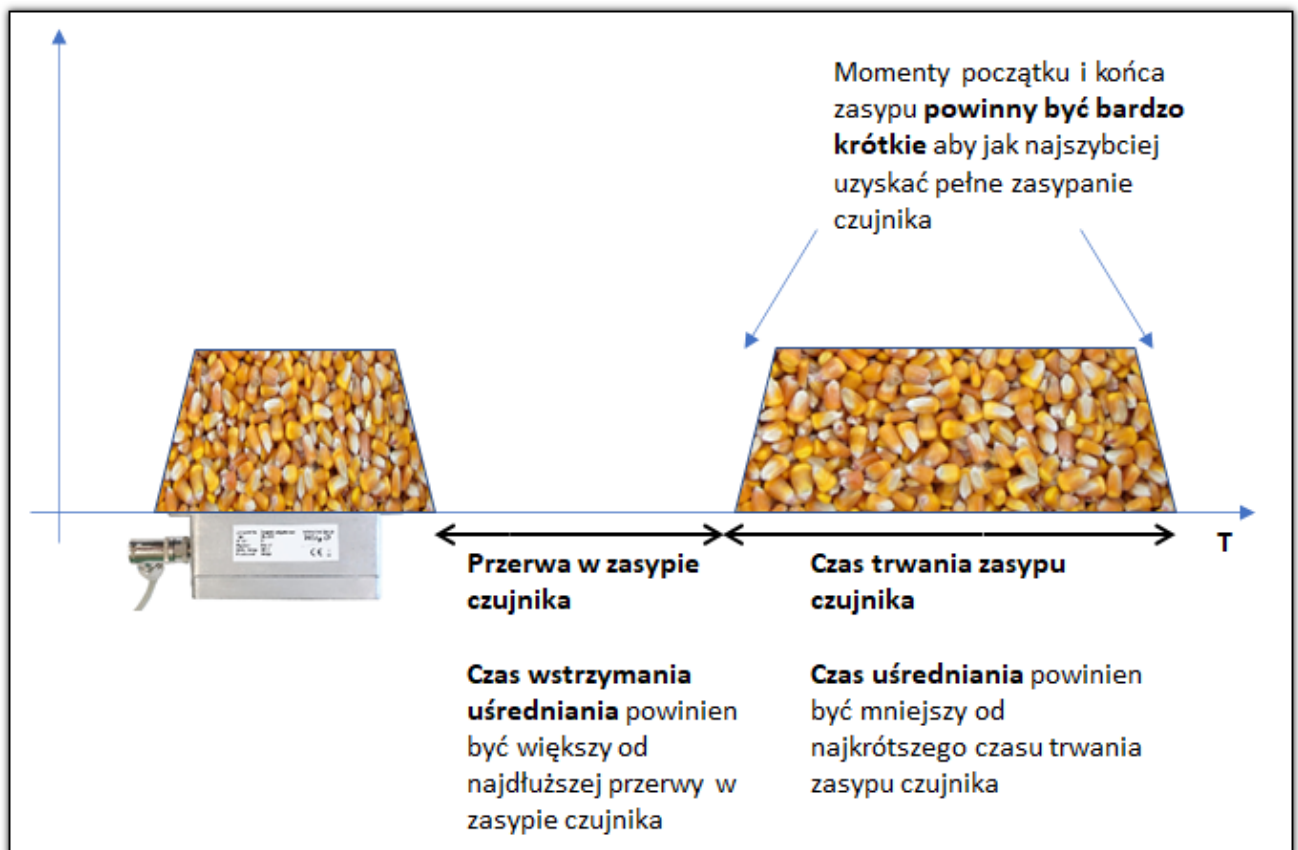 Momenty początku i końca
zasypu powinny być bardzo
krótkie aby jak najszybciej
uzyskać pełne zasypanie
czujnika
T
Przerwa w zasypie
czujnika
Czas trwania zasypu
czujnika
Czas wstrzymania
uśredniania powinien
być większy od
najdłuższej przerwy w
zasypie czujnika
Czas uśredniania powinien
być mniejszy od
najkrótszego czasu trwania
zasypu czujnika